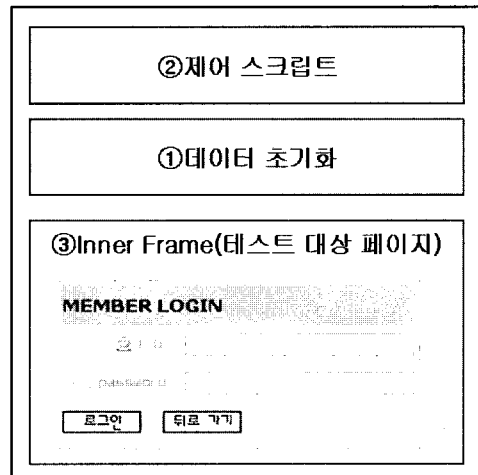 ②제어 스크립트
①데이터 초기화
③Inner Frame(테스트 대상 페이지)
MEMBER LOGIN
로그인 뒤로 가기